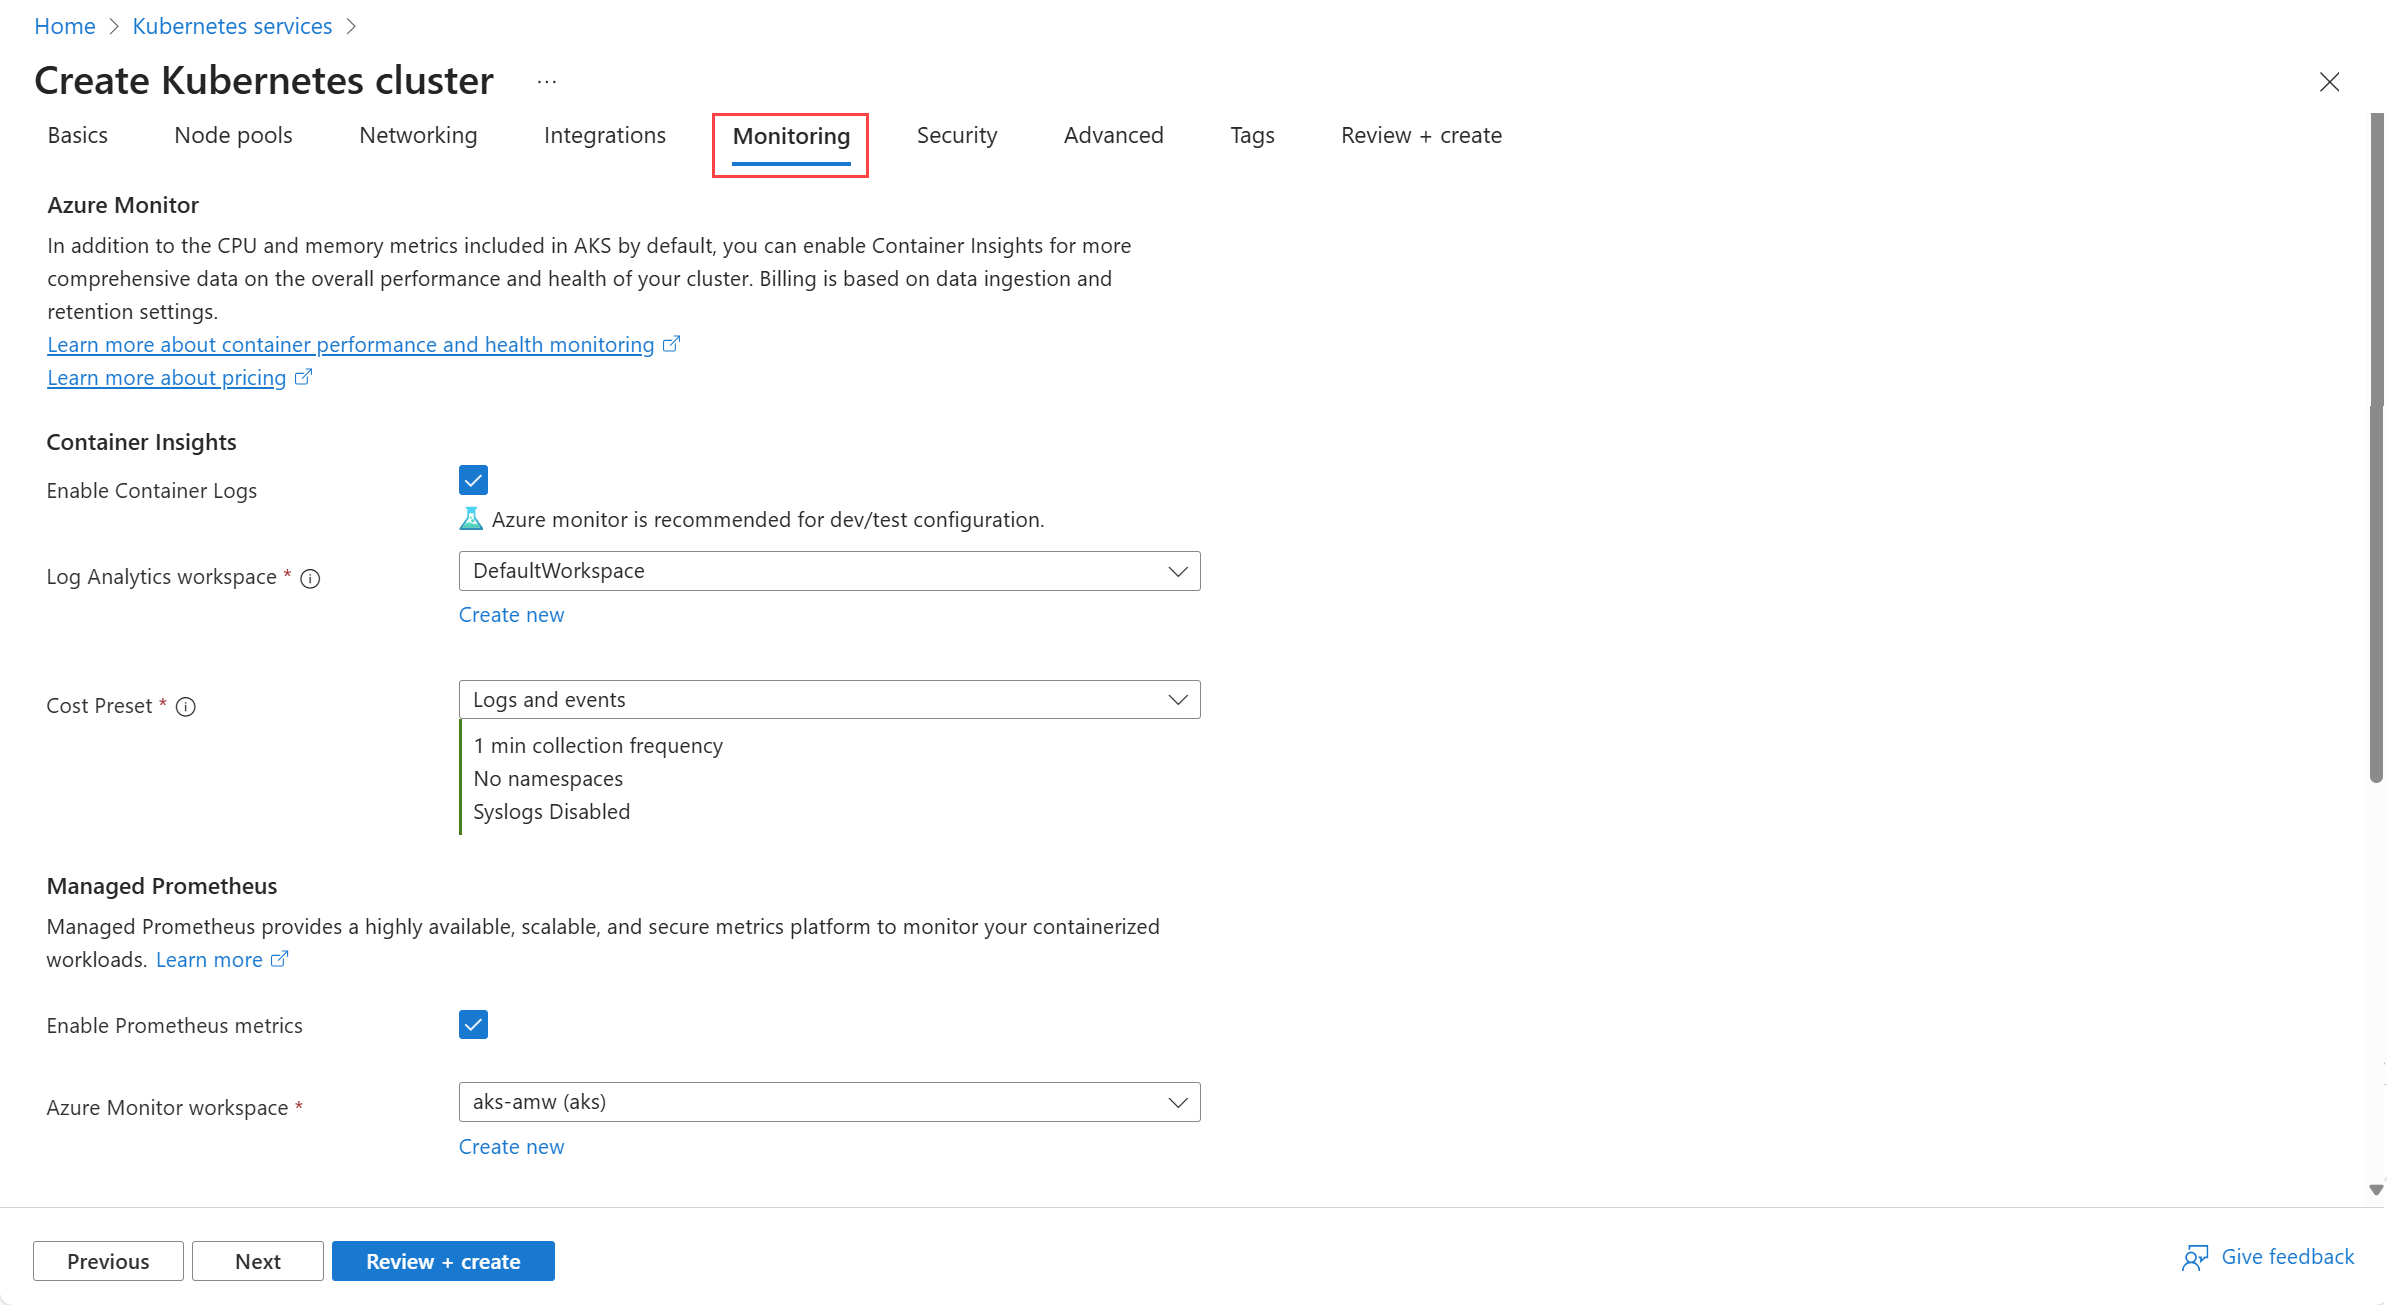 Home > Kubernetes services >
Create Kubernetes cluster ...
Basics Node pools Networking Integrations Monitoring Security Advanced Tags Review + create
Azure Monitor
In addition to the CPU and memory metrics included in AKS by default, you can enable Container Insights for more
comprehensive data on the overall performance and health of your cluster. Billing is based on data ingestion and
retention settings.
Learn more about container performance and health monitoring
Learn more about pricing
Container Insights
Enable Container Logs
Azure monitor is recommended for dev/test configuration.
Log Analytics workspace * DefaultWorkspace
Create new
Cost Preset * Logs and events
1 min collection frequency
No namespaces
Syslogs Disabled
Managed Prometheus
Managed Prometheus provides a highly available, scalable, and secure metrics platform to monitor your containerized
workloads. Learn more
Enable Prometheus metrics
Azure Monitor workspace * aks-amw (aks)
Create new
Previous Next Review + create Give feedback